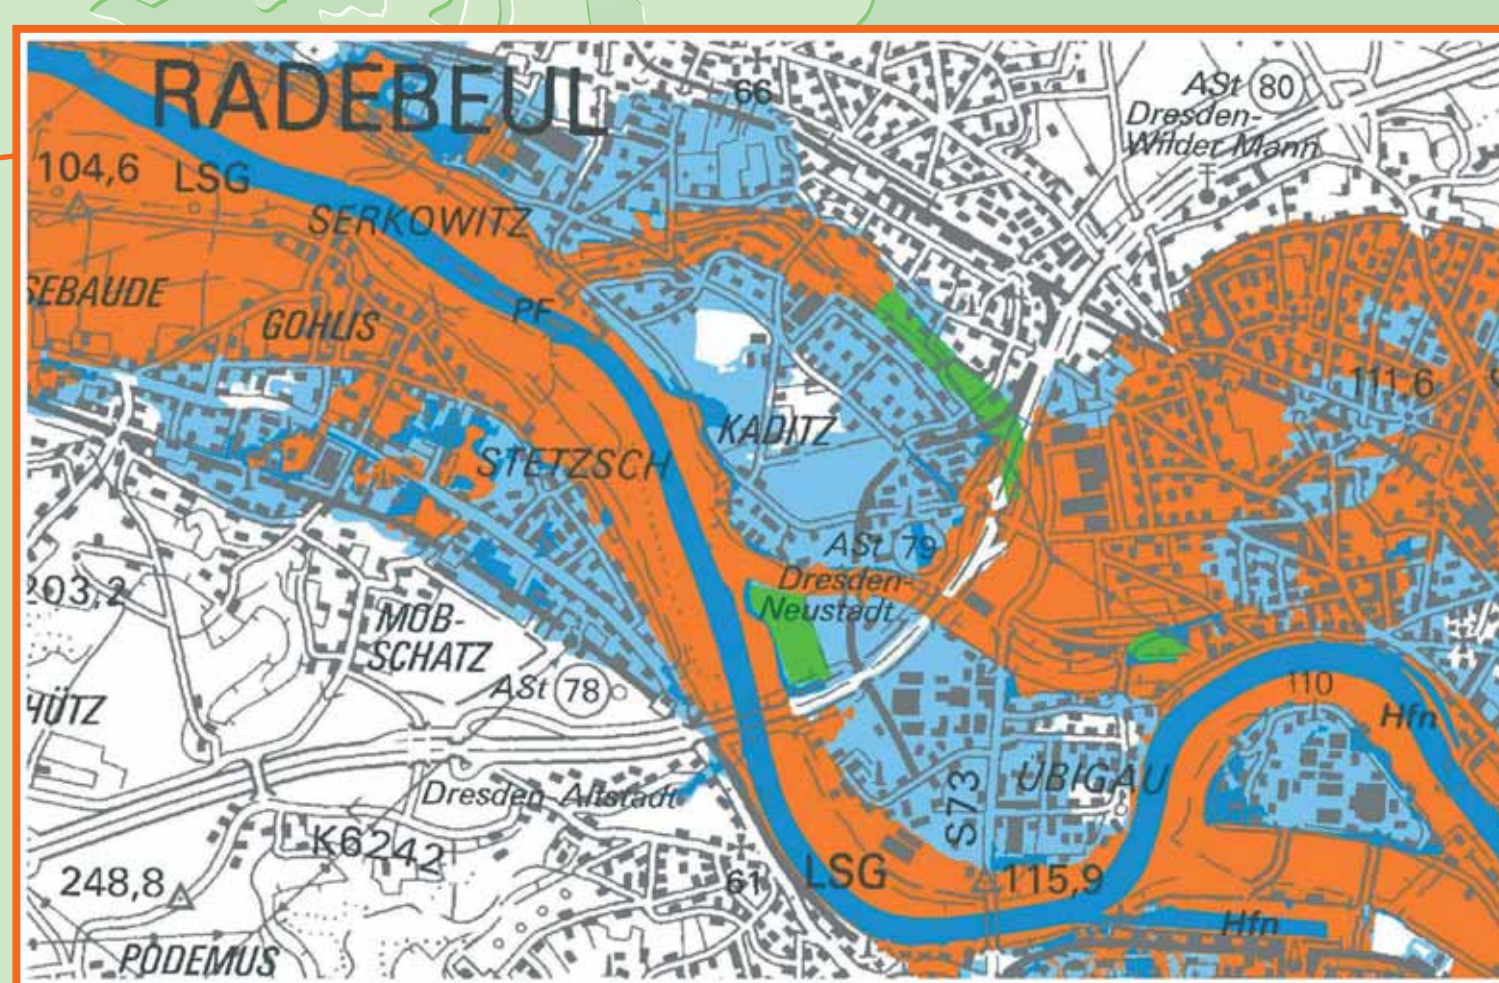 RADEBEUL
66
ASt 80
Dresden-
Wilder Mann
104,6
LSG
SERKOWITZ
SEBAUDE
PF
GOHLIS
111,6
KADITZ
STETZSCH
ASt 79
Dresden-
Neustadt
203,2
MOB-
SCHATZ
ASt 78
110
Hfn
HÜTZ
Dresden-Altstadt
S73
ÜBIGAU
K6242
248,8
61
LSG
115,9
Hfn
PODEMUS